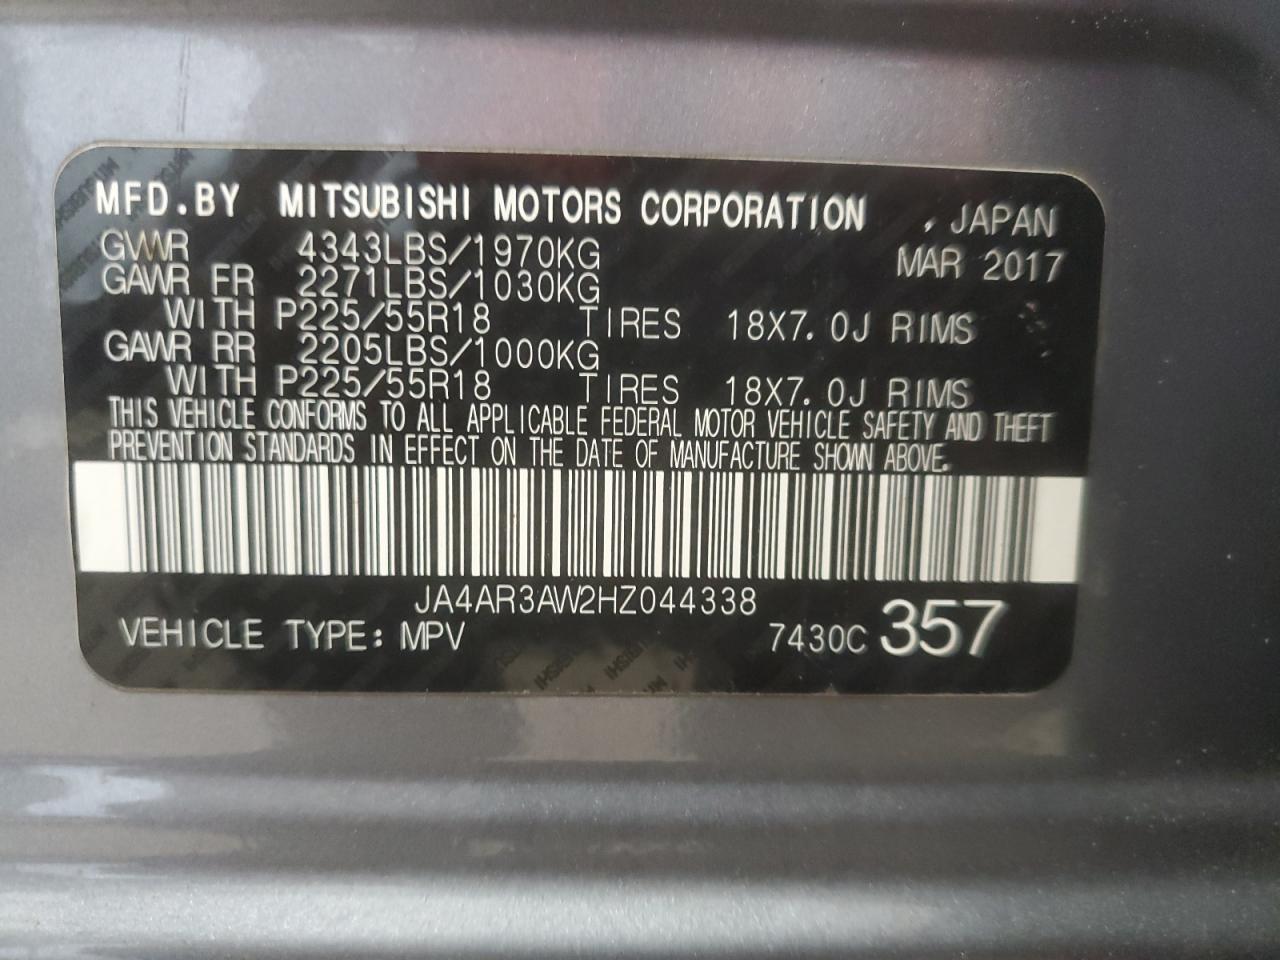 MFD.BY MITSUBISHI MOTORS CORPORATION , JAPAN
GVWR 4343LBS/1970KG MAR 2017
GAWR FR 2271LBS/1030KG
WITH P225/55R18 TIRES 18X7.0J RIMS
GAWR RR 2205LBS/1000KG
WITH P225/55R18 TIRES 18X7.0J RIMS
THIS VEHICLE CONFORMS TO ALL APPLICABLE FEDERAL MOTOR VEHICLE SAFETY AND THEFT
PREVENTION STANDARDS IN EFFECT ON THE DATE OF MANUFACTURE SHOWN ABOVE.
JA4AR3AW2HZ044338
VEHICLE TYPE: MPV 7430C 357